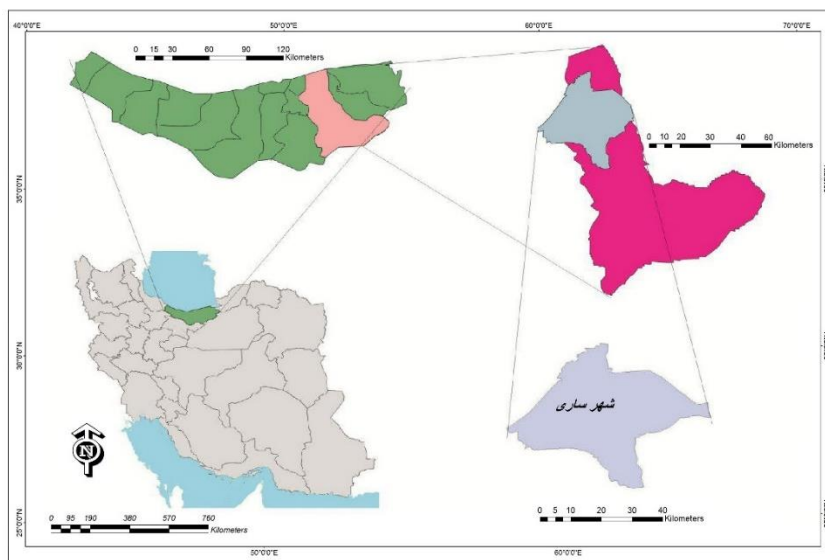 40°0'0"E 50°0'0"E 60°0'0"E 70°0'0"E
0 15 30 60 90 120
Kilometers
0 10 20 30 40 60
Kilometers
35°0'0"N
30°0'0"N
25°0'0"N
شهر ساری
N
0 95 190 380 570 760
Kilometers
0 5 10 20 30 40
Kilometers
50°0'0"E 60°0'0"E